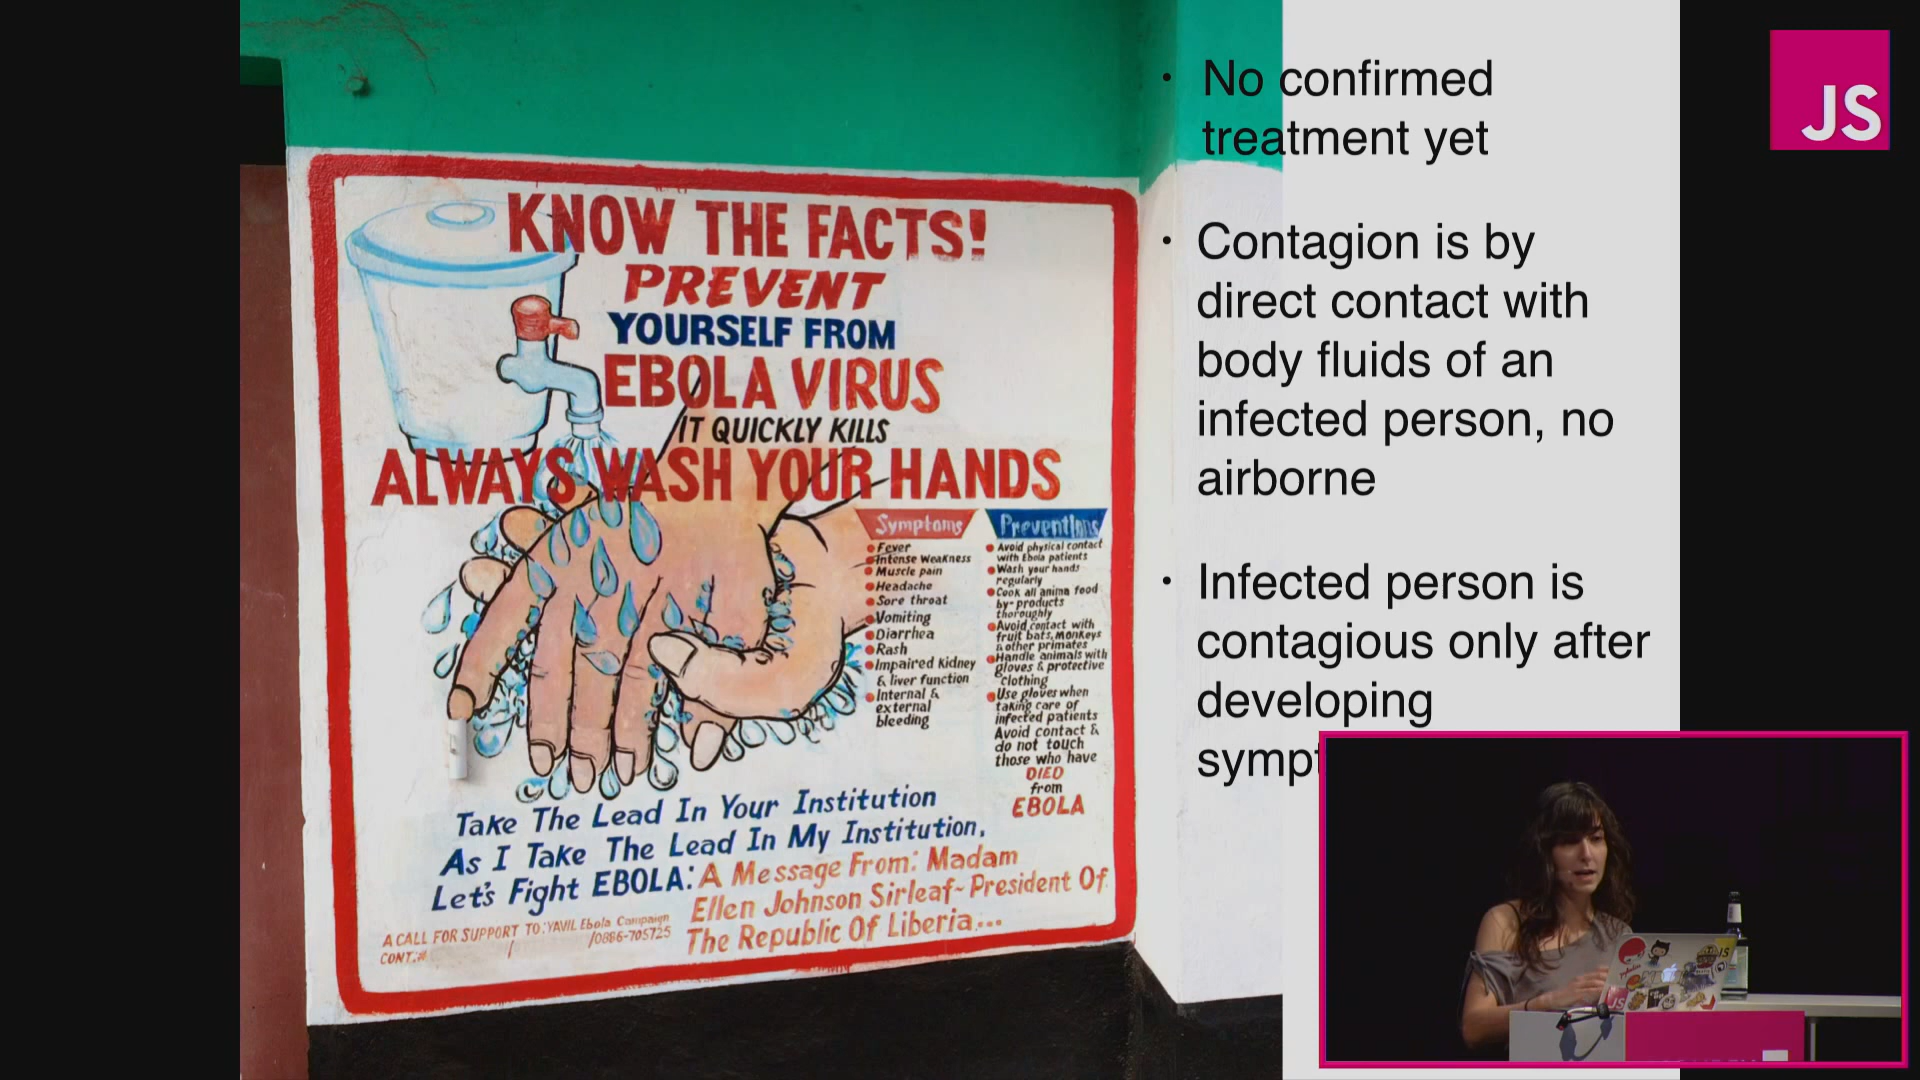 KNOW THE FACTS!
PREVENT
YOURSELF FROM
EBOLA VIRUS
IT QUICKLY KILLS
ALWAYS WASH YOUR HANDS
Symptoms
Fever
Intense Weakness
Muscle pain
Headache
Sore throat
Vomiting
Diarrhea
Rash
Impaired Kidney
& liver function
Internal &
external
bleeding
Preventions
Avoid physical contact
with Ebola patients
Wash your hands
regularly
Cook all anima food
by-products
thoroughly
Avoid contact with
fruit bats, monkeys
& other primates
Handle animals with
gloves & protective
clothing
Use gloves when
taking care of
infected patients
Avoid contact &
do not touch
those who have
DIED
from
EBOLA
Take The Lead In Your Institution
As I Take The Lead In My Institution,
Let's Fight EBOLA: A Message From: Madam
Ellen Johnson Sirleaf-President Of
The Republic Of Liberia...
A CALL FOR SUPPORT TO: YAVIL Ebola Campaign
CONT.# / /0886-705725
• No confirmed
treatment yet
• Contagion is by
direct contact with
body fluids of an
infected person, no
airborne
• Infected person is
contagious only after
developing
symp
JS
JS
JS